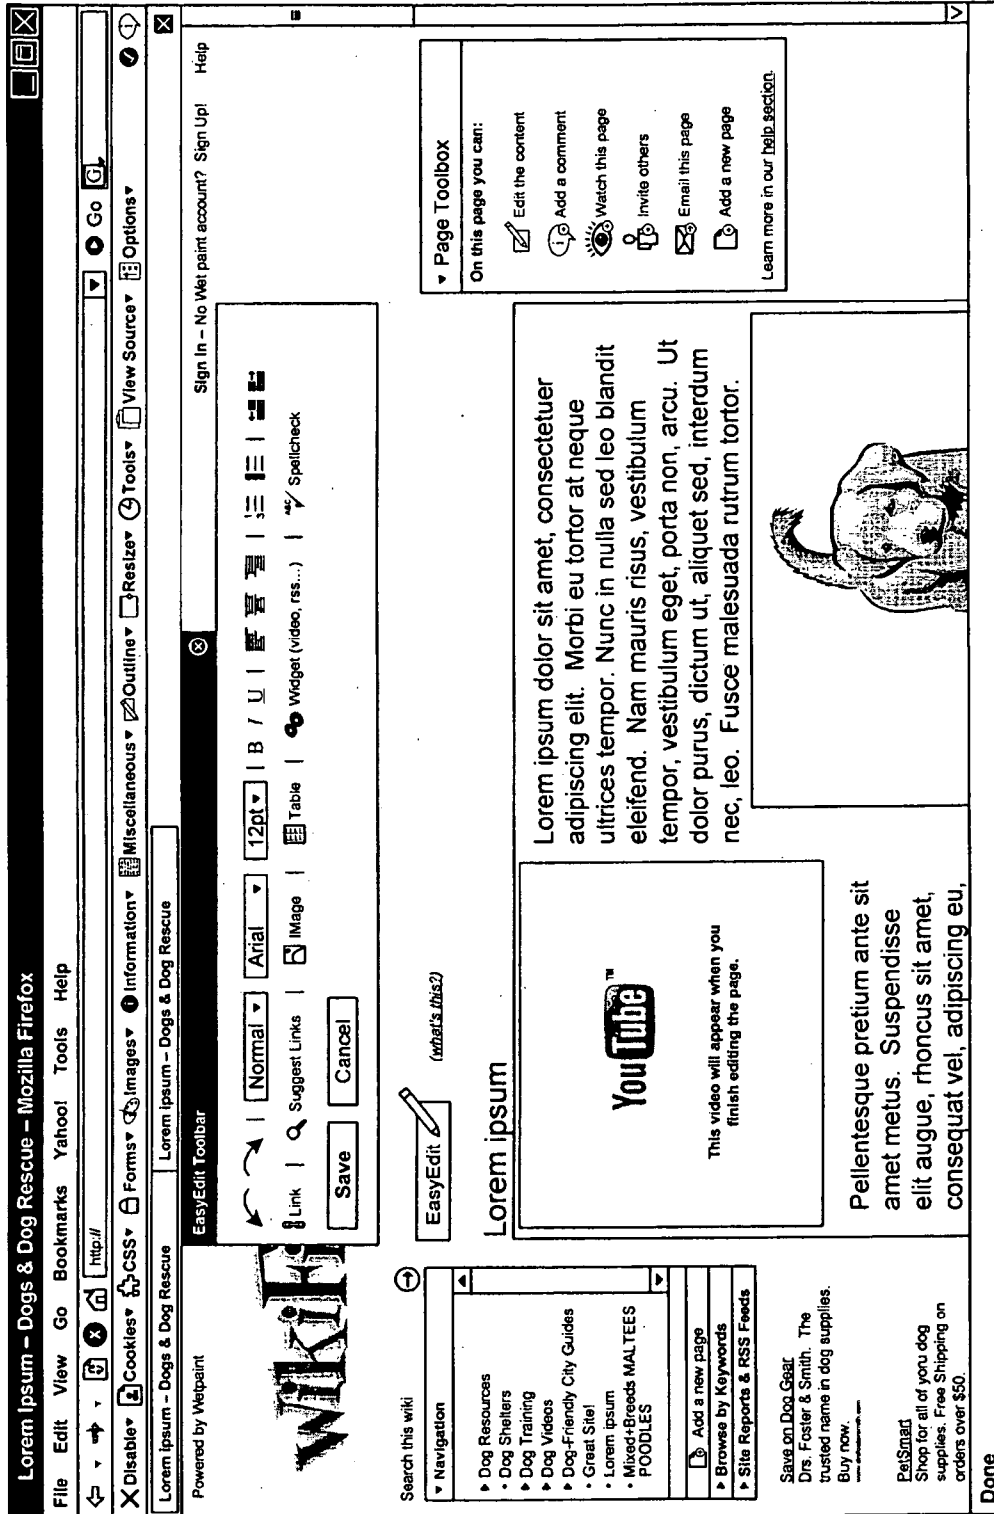 Lorem Ipsum – Dogs & Dog Rescue – Mozilla Firefox
File Edit View Go Bookmarks Yahoo! Tools Help
http:// Go G
Disable Cookies CSS Forms Images Information Miscellaneous Outline Resize Tools View Source Options
Lorem ipsum – Dogs & Dog Rescue Lorem ipsum – Dogs & Dog Rescue
Powered by Wetpaint
Sign In – No Wet paint account? Sign Up! Help
EasyEdit Toolbar
Normal Arial 12pt B I U
Link Suggest Links IMage Table Widget (video, rss...) ABC Spellcheck
Save Cancel
Search this wiki
EasyEdit (what's this?)
Navigation
Dog Resources
Dog Shelters
Dog Training
Dog Videos
Dog-Friendly City Guides
Great Site!
Lorem ipsum
Mixed+Breeds MALTEES
POODLES
Add a new page
Browse by Keywords
Site Reports & RSS Feeds
Save on Dog Gear
Drs. Foster & Smith. The
trusted name in dog supplies.
Buy now.
PetSmart
Shop for all of yoru dog
supplies. Free Shipping on
orders over $50.
Lorem ipsum
You Tube TM
This video will appear when you
finish editing the page.
Lorem ipsum dolor sit amet, consectetuer
adipiscing elit. Morbi eu tortor at neque
ultrices tempor. Nunc in nulla sed leo blandit
eleifend. Nam mauris risus, vestibulum
tempor, vestibulum eget, porta non, arcu. Ut
dolor purus, dictum ut, aliquet sed, interdum
nec, leo. Fusce malesuada rutrum tortor.
Pellentesque pretium ante sit
amet metus. Suspendisse
elit augue, rhoncus sit amet,
consequat vel, adipiscing eu,
Page Toolbox
On this page you can:
Edit the content
Add a comment
Watch this page
Invite others
Email this page
Add a new page
Learn more in our help section.
Done